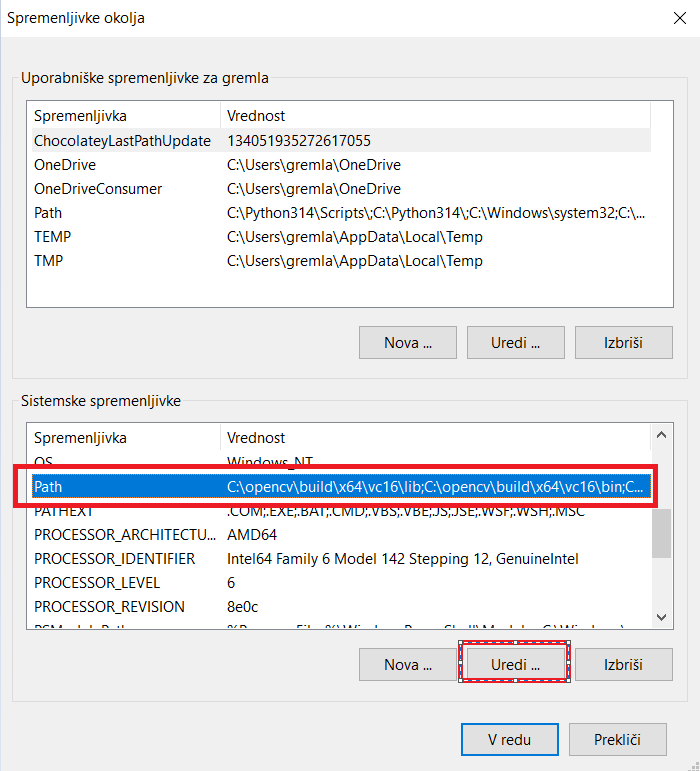 Spremenljivke okolja
Uporabniške spremenljivke za gremla
Spremenljivka Vrednost
ChocolateyLastPathUpdate 134051935272617055
OneDrive C:\Users\gremla\OneDrive
OneDriveConsumer C:\Users\gremla\OneDrive
Path C:\Python314\Scripts\;C:\Python314\;C:\Windows\system32;C:\...
TEMP C:\Users\gremla\AppData\Local\Temp
TMP C:\Users\gremla\AppData\Local\Temp
Nova ... Uredi ... Izbriši
Sistemske spremenljivke
Spremenljivka Vrednost
OS Windows_NT
Path C:\opencv\build\x64\vc16\lib;C:\opencv\build\x64\vc16\bin;C...
PATHEXT .COM;.EXE;.BAT;.CMD;.VBS;.VBE;.JS;.JSE;.WSF;.WSH;.MSC
PROCESSOR_ARCHITECTU... AMD64
PROCESSOR_IDENTIFIER Intel64 Family 6 Model 142 Stepping 12, GenuineIntel
PROCESSOR_LEVEL 6
PROCESSOR_REVISION 8e0c
Nova ... Uredi ... Izbriši
V redu Prekliči